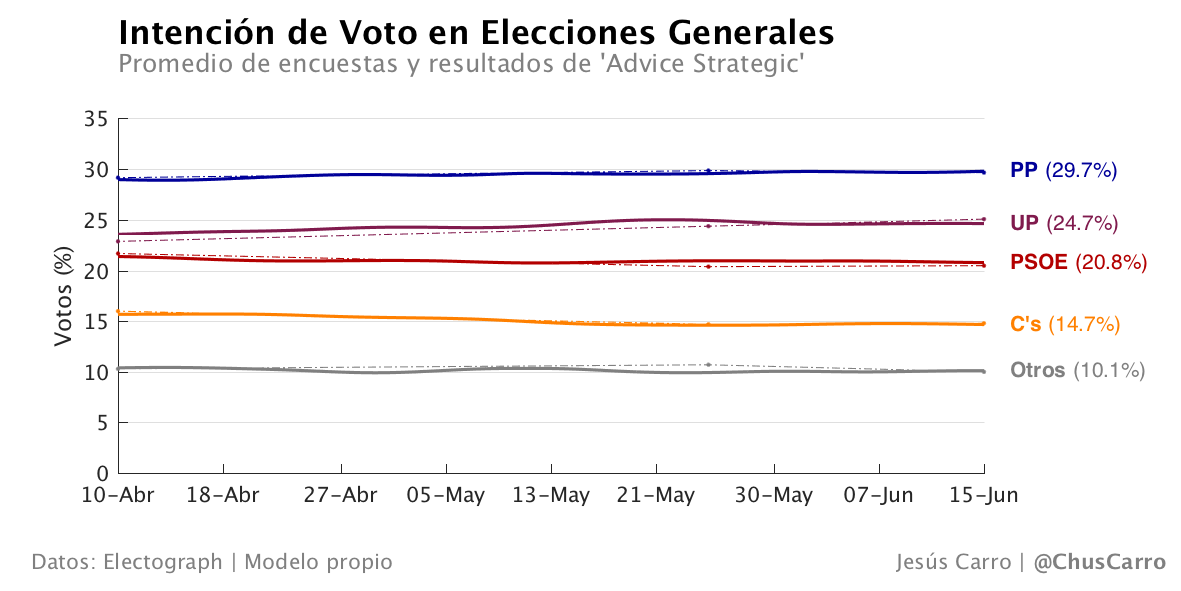 Intención de Voto en Elecciones Generales
Promedio de encuestas y resultados de 'Advice Strategic'
Votos (%)
35
30
25
20
15
10
5
0
10-Abr 18-Abr 27-Abr 05-May 13-May 21-May 30-May 07-Jun 15-Jun
PP (29.7%)
UP (24.7%)
PSOE (20.8%)
C's (14.7%)
Otros (10.1%)
Datos: Electograph | Modelo propio
Jesús Carro | @ChusCarro